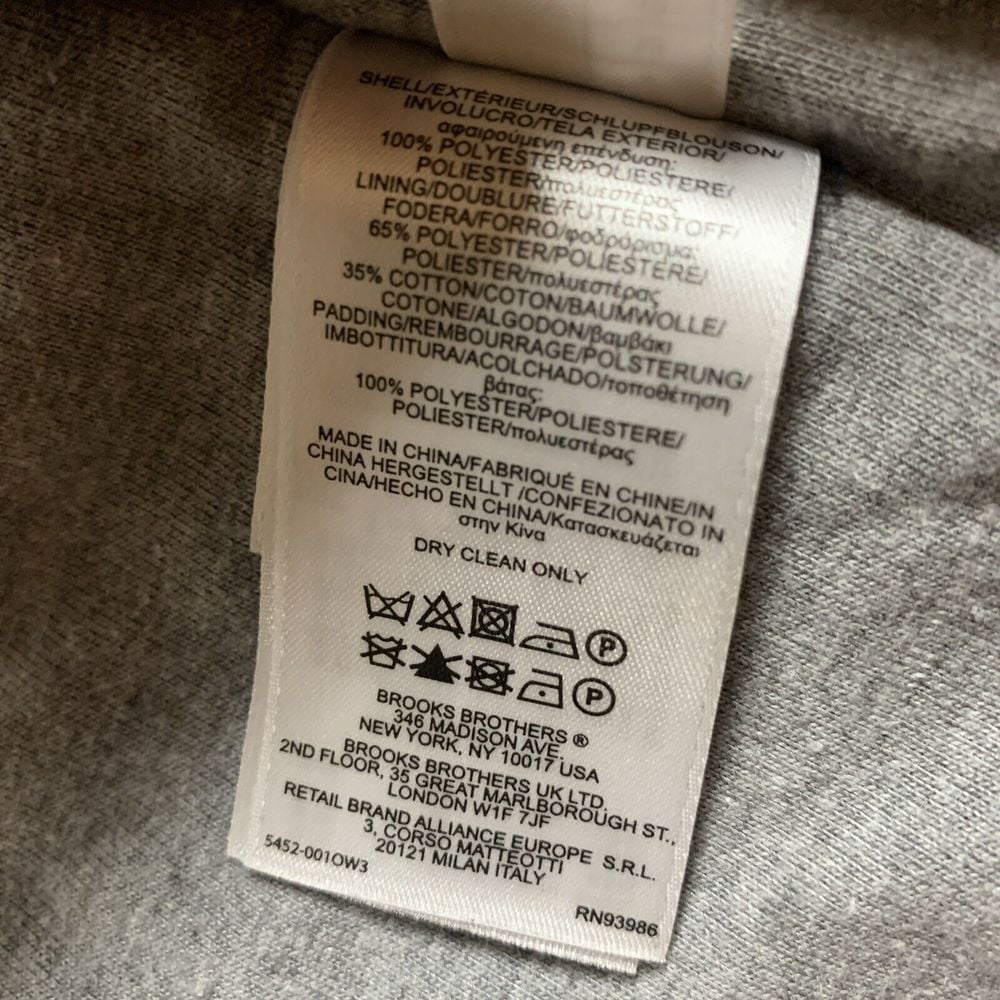 SHELL/EXTÉRIEUR/SCHLUPFBLOUSON/
INVOLUCRO/TELA EXTERIOR/
αφαιρούμενη επένδυση:
100% POLYESTER/POLIESTERE/
POLIESTER/πολυεστέρας
LINING/DOUBLURE/FUTTERSTOFF/
FODERA/FORRO/φοδράρισμα:
65% POLYESTER/POLIESTERE/
POLIESTER/πολυεστέρας
35% COTTON/COTON/BAUMWOLLE/
COTONE/ALGODON/βαμβάκι
PADDING/REMBOURRAGE/POLSTERUNG/
IMBOTTITURA/ACOLCHADO/τοποθέτηση
βάτας:
100% POLYESTER/POLIESTERE/
POLIESTER/πολυεστέρας
MADE IN CHINA/FABRIQUÉ EN CHINE/IN
CHINA HERGESTELLT /CONFEZIONATO IN
CINA/HECHO EN CHINA/Κατασκευάζεται
στην Κίνα
DRY CLEAN ONLY
P
P
BROOKS BROTHERS ®
346 MADISON AVE.
NEW YORK, NY 10017 USA
BROOKS BROTHERS UK LTD.
2ND FLOOR, 35 GREAT MARLBOROUGH ST.,
LONDON W1F 7JF
RETAIL BRAND ALLIANCE EUROPE S.R.L.
3, CORSO MATTEOTTI
20121 MILAN ITALY
5452-001OW3
RN93986